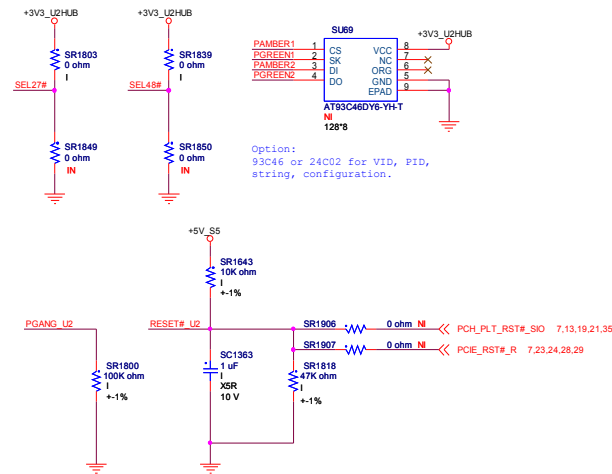 +3V3_U2HUB
SR1803
0 ohm
I
SEL27#
SR1849
0 ohm
IN
+3V3_U2HUB
SR1839
0 ohm
I
SEL48#
SR1850
0 ohm
IN
SU69
PAMBER1 1 CS VCC 8 +3V3_U2HUB
PGREEN1 2 SK NC 7
PAMBER2 3 DI ORG 6
PGREEN2 4 DO GND 5
EPAD 9
AT93C46DY6-YH-T
NI
128*8
Option:
93C46 or 24C02 for VID, PID,
string, configuration.
+5V_S5
SR1643
10K ohm
I
+-1%
PGANG_U2
SR1800
100K ohm
I
+-1%
RESET#_U2
SC1363
1 uF
I
X5R
10 V
SR1906 0 ohm NI PCH_PLT_RST#_SIO 7,13,19,21,35
SR1907 0 ohm NI PCIE_RST#_R 7,23,24,28,29
SR1818
47K ohm
I
+-1%